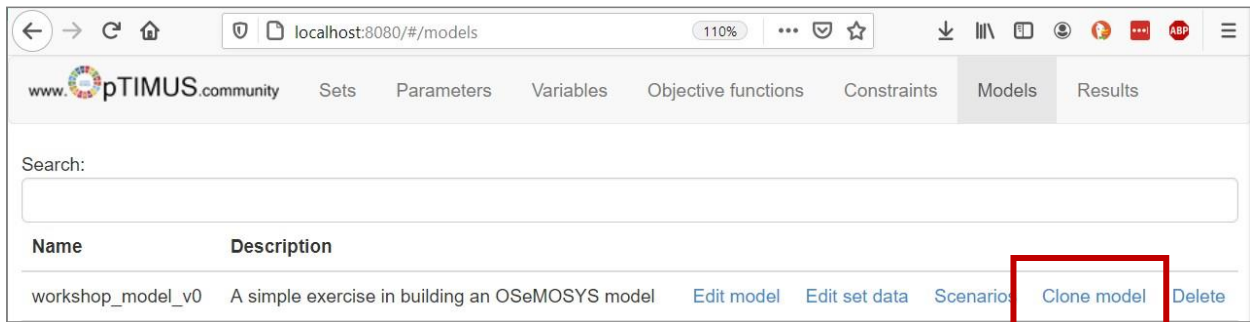 localhost:8080/#/models 110% ABP
www.OpTIMUS.community Sets Parameters Variables Objective functions Constraints Models Results
Search:
Name Description
workshop_model_v0 A simple exercise in building an OSeMOSYS model Edit model Edit set data Scenarios Clone model Delete